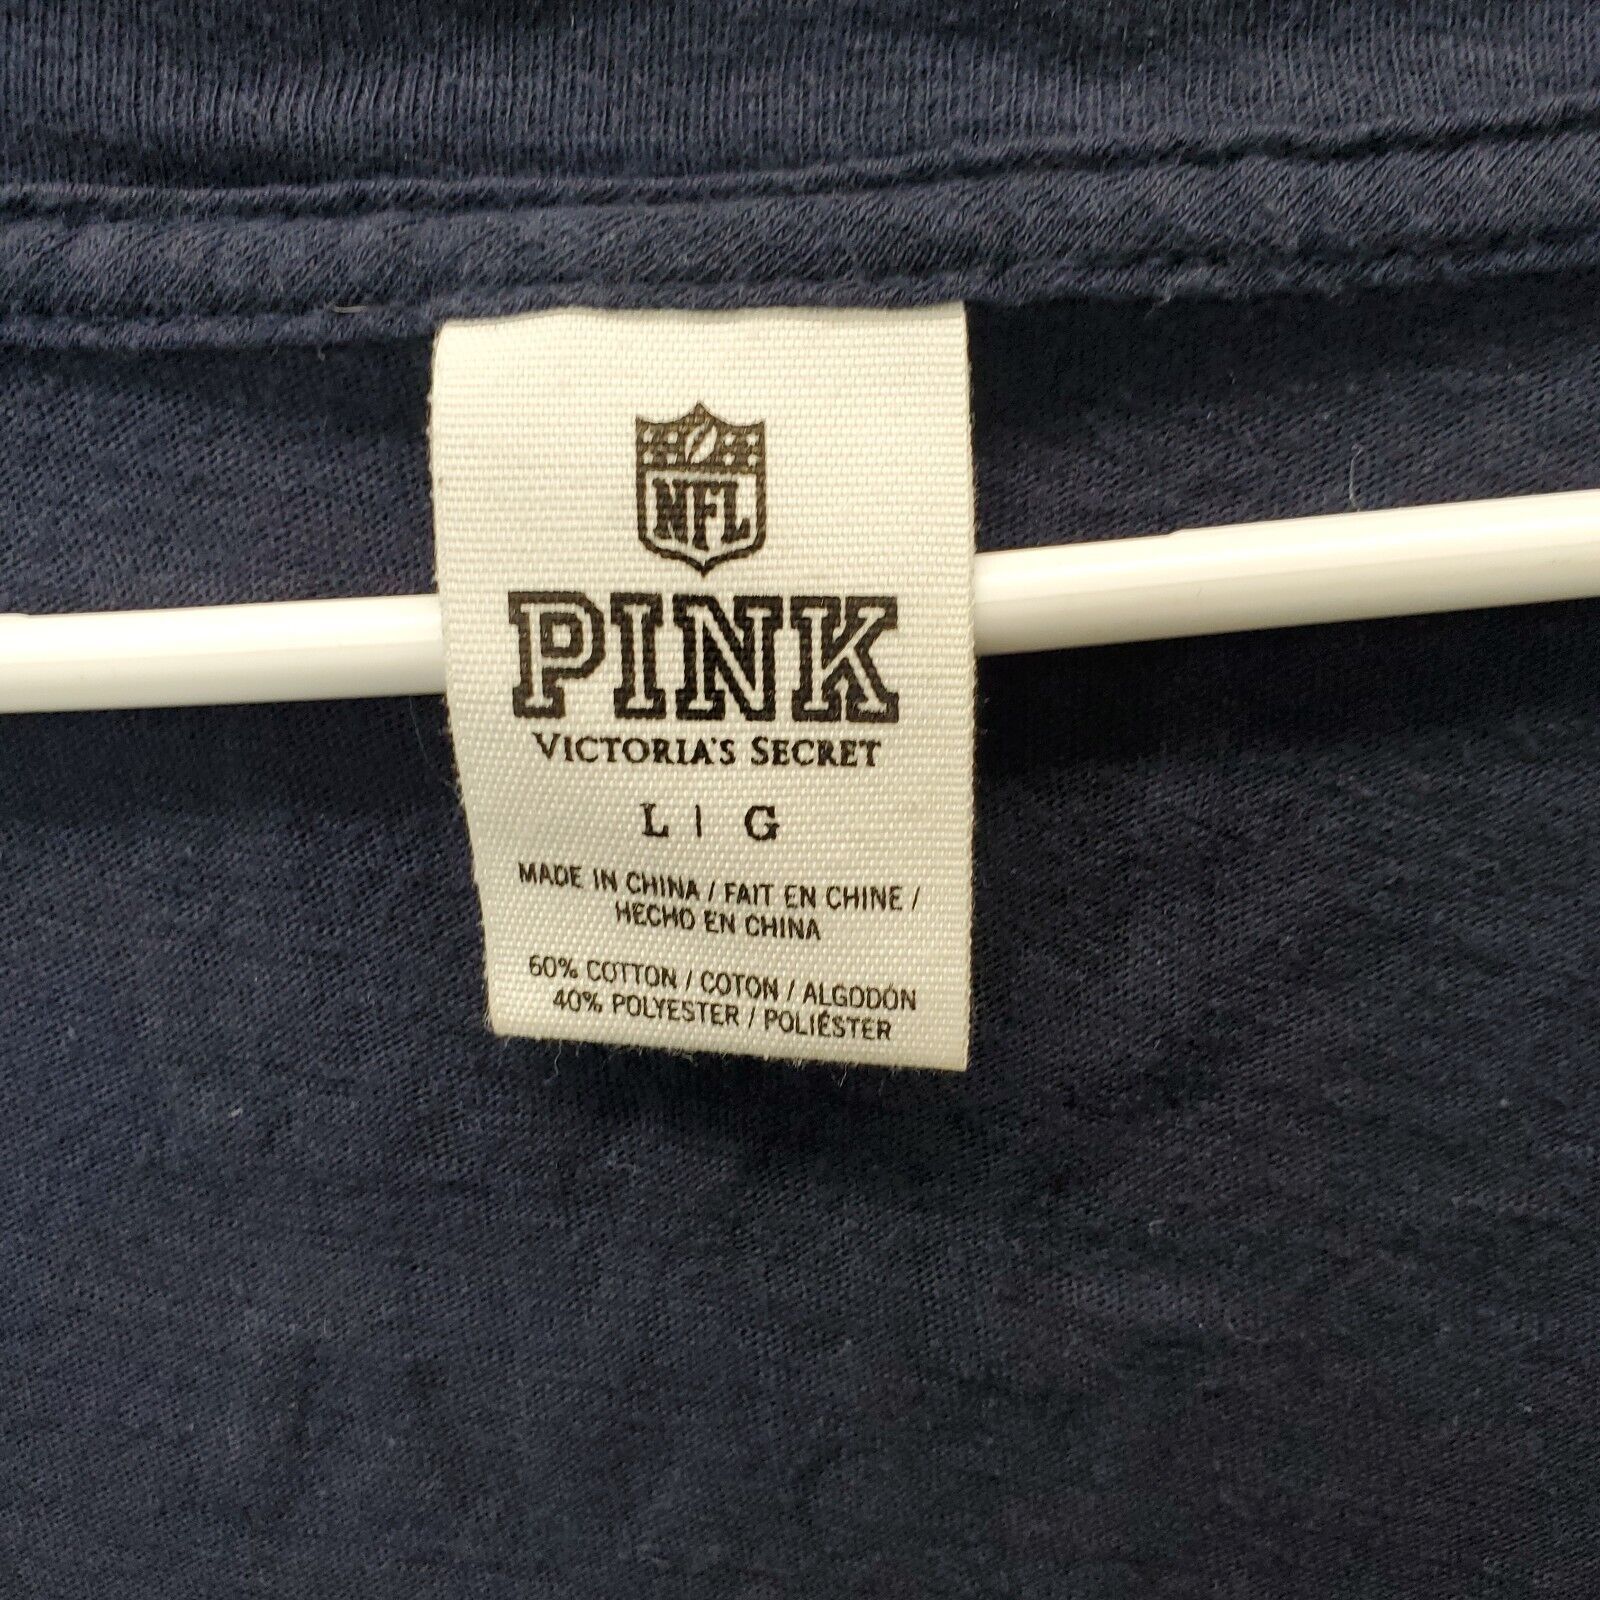 NFL
PINK
VICTORIA'S SECRET
L | G
MADE IN CHINA / FAIT EN CHINE /
HECHO EN CHINA
60% COTTON / COTON / ALGODÓN
40% POLYESTER / POLIÉSTER